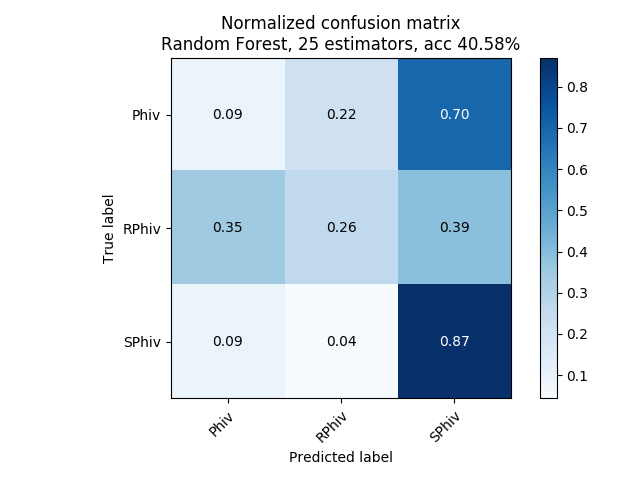 Normalized confusion matrix
Random Forest, 25 estimators, acc 40.58%
True label
Phiv
0.09
0.22
0.70
RPhiv
0.35
0.26
0.39
SPhiv
0.09
0.04
0.87
Phiv
RPhiv
SPhiv
Predicted label
0.8
0.7
0.6
0.5
0.4
0.3
0.2
0.1